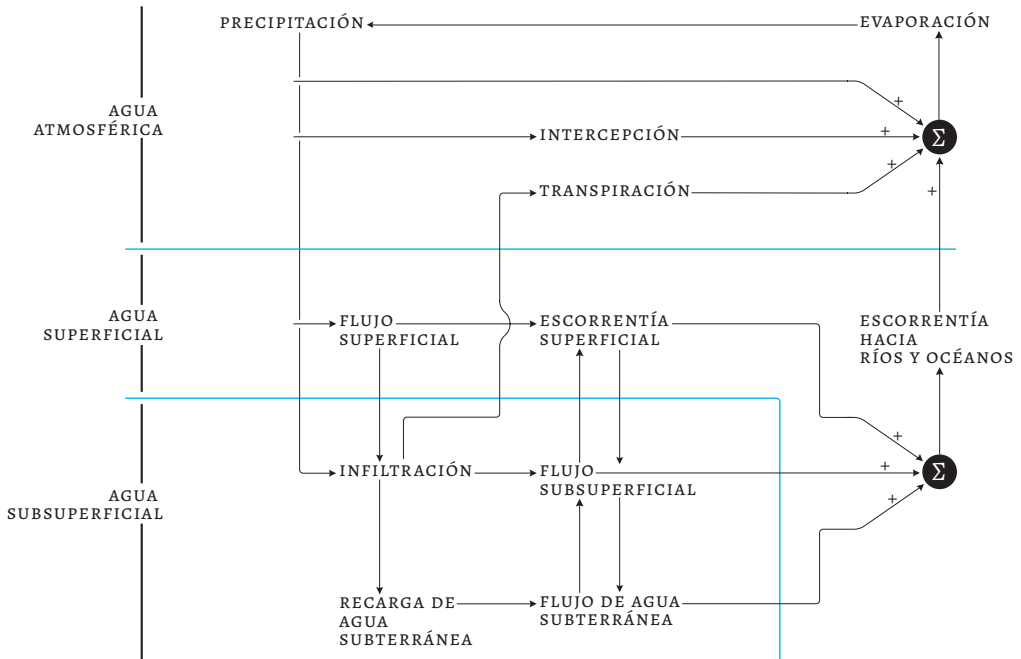 PRECIPITACIÓN
EVAPORACIÓN
+
AGUA
ATMOSFÉRICA
INTERCEPCIÓN
+
Σ
+
TRANSPIRACIÓN
+
AGUA
SUPERFICIAL
FLUJO
SUPERFICIAL
ESCORRENTÍA
SUPERFICIAL
ESCORRENTÍA
HACIA
RÍOS Y OCÉANOS
+
INFILTRACIÓN
FLUJO
SUBSUPERFICIAL
+
Σ
+
AGUA
SUBSUPERFICIAL
RECARGA DE
AGUA
SUBTERRÁNEA
FLUJO DE AGUA
SUBTERRÁNEA